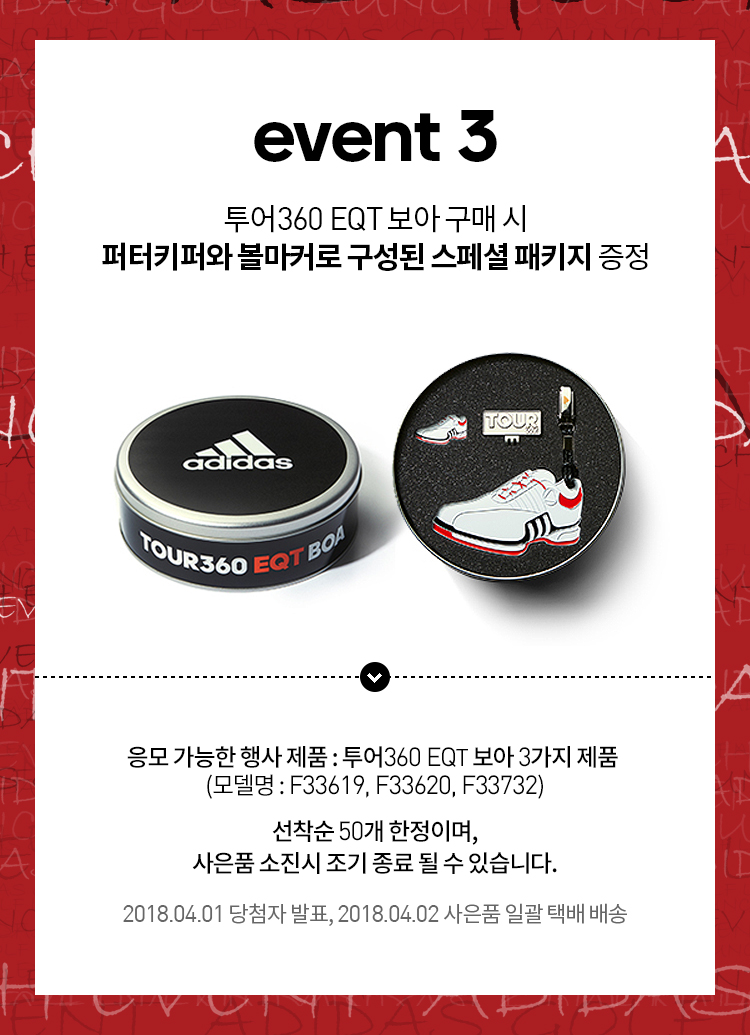 event 3
투어360 EQT 보아 구매 시
퍼터키퍼와 볼마커로 구성된 스페셜 패키지 증정
adidas
TOUR360 EQT BOA
TOUR
응모 가능한 행사 제품 : 투어360 EQT 보아 3가지 제품
(모델명 : F33619, F33620, F33732)
선착순 50개 한정이며,
사은품 소진시 조기 종료 될 수 있습니다.
2018.04.01 당첨자 발표, 2018.04.02 사은품 일괄 택배 배송